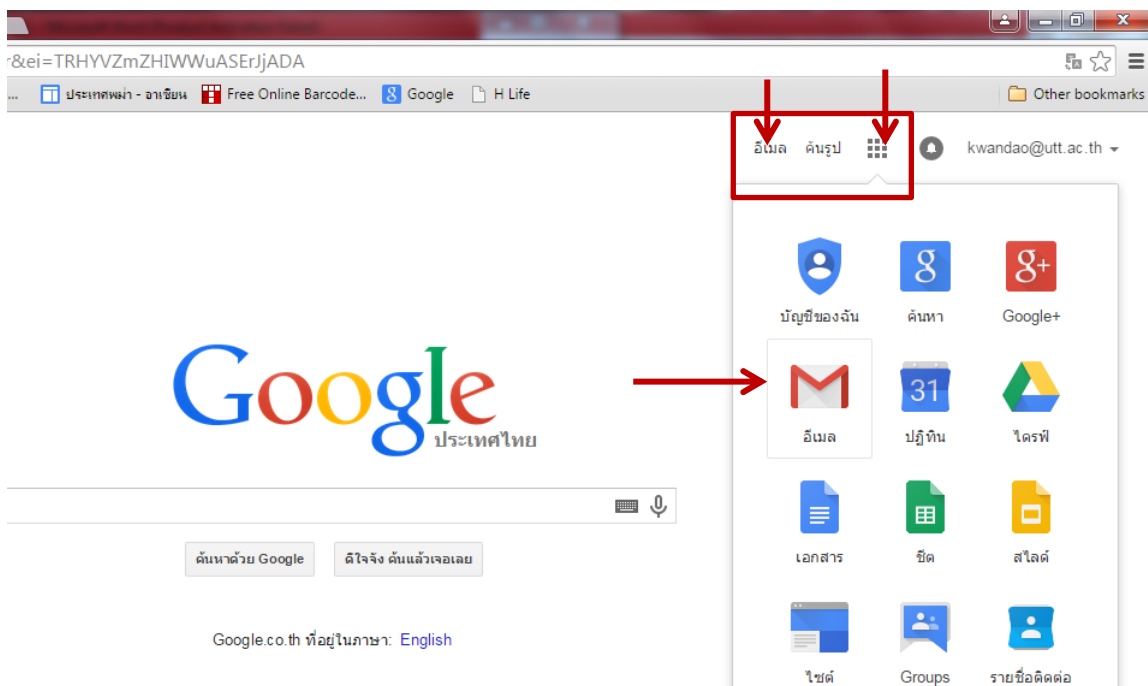 r&ei=TRHYVZmZHIWWuASErJjADA
... ประเทศพม่า - อาเซียน Free Online Barcode... Google H Life Other bookmarks
อีเมล ค้นรูป kwandao@utt.ac.th
บัญชีของฉัน ค้นหา Google+
31
อีเมล ปฏิทิน ไดรฟ์
Google
ประเทศไทย
เอกสาร ชีต สไลด์
ค้นหาด้วย Google ดีใจจัง ค้นแล้วเจอเลย
Google.co.th ที่อยู่ในภาษา: English
ไซต์ Groups รายชื่อติดต่อ